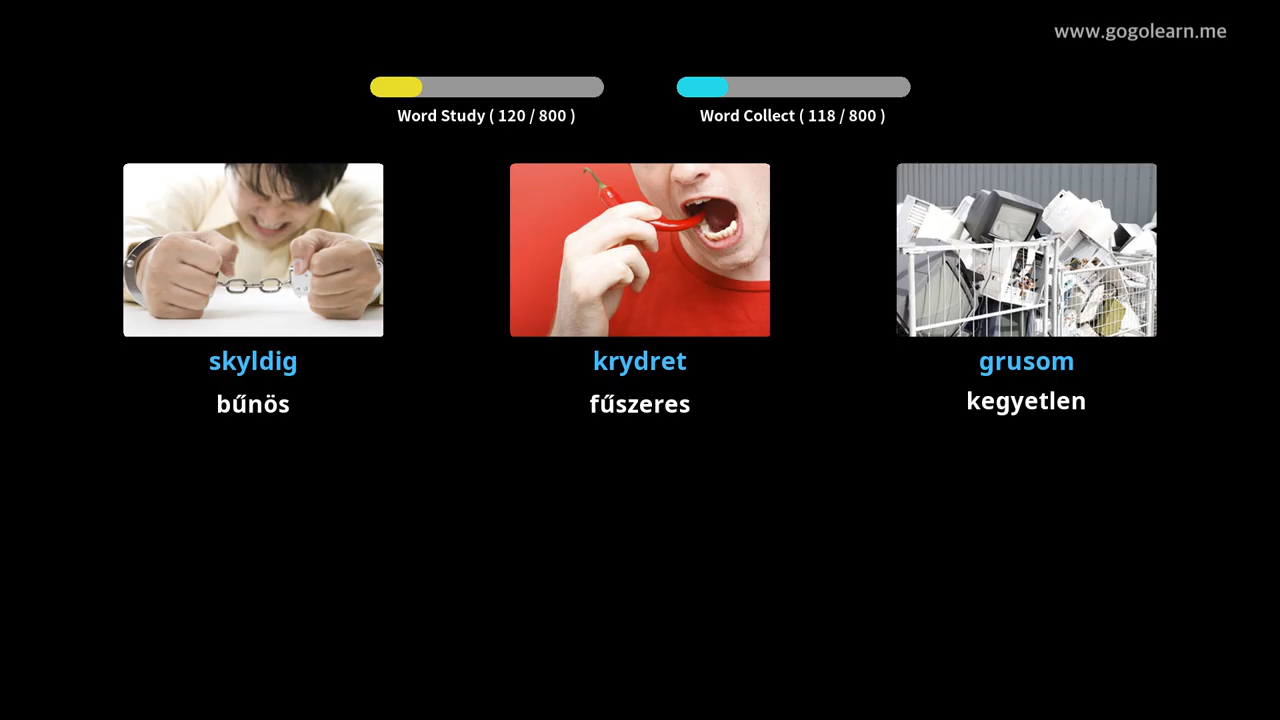 www.gogolearn.me
Word Study ( 120 / 800 )
Word Collect ( 118 / 800 )
skyldig
bűnös
krydret
fűszeres
grusom
kegyetlen